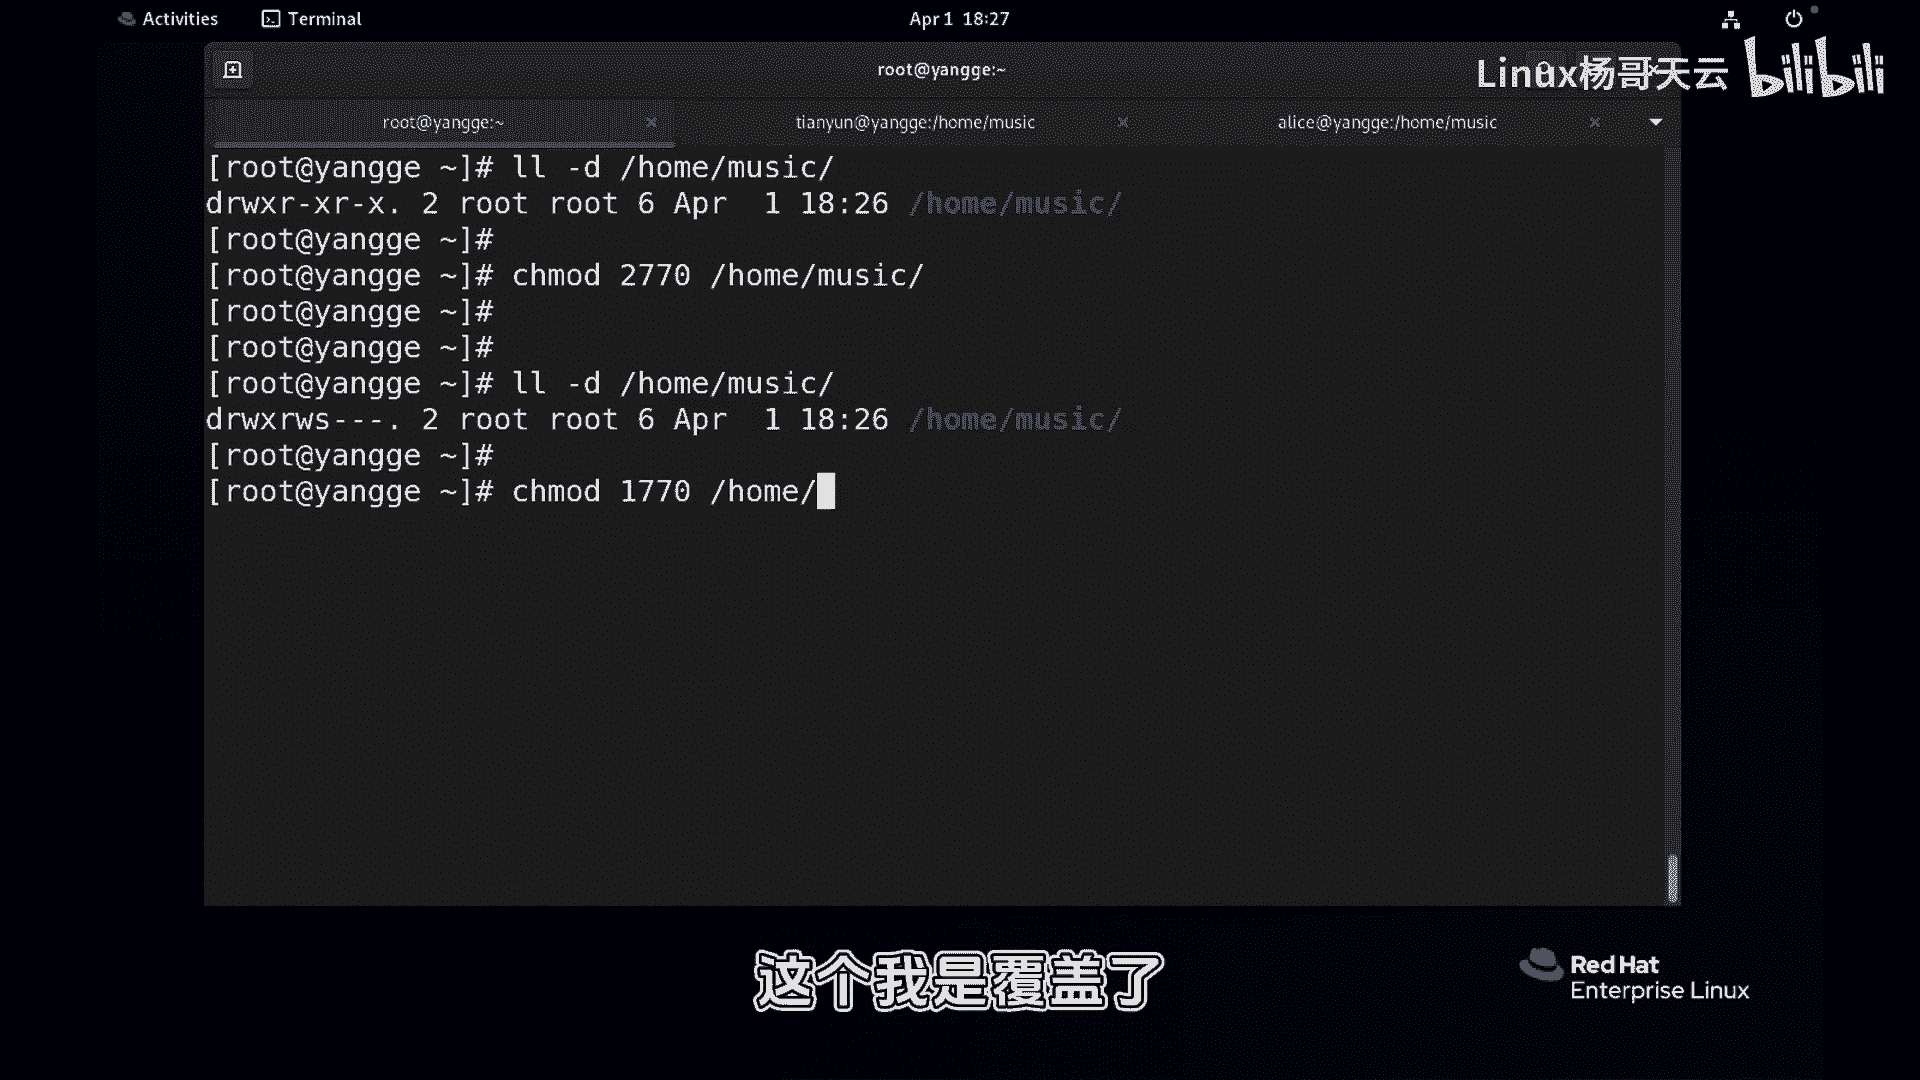 Activities Terminal Apr 1 18:27
root@yangge:~
Linux杨哥天云 bilibili
root@yangge:~ × tianyun@yangge:/home/music × alice@yangge:/home/music ×
[root@yangge ~]# ll -d /home/music/
drwxr-xr-x. 2 root root 6 Apr  1 18:26 /home/music/
[root@yangge ~]#
[root@yangge ~]# chmod 2770 /home/music/
[root@yangge ~]#
[root@yangge ~]#
[root@yangge ~]# ll -d /home/music/
drwxrws---. 2 root root 6 Apr  1 18:26 /home/music/
[root@yangge ~]#
[root@yangge ~]# chmod 1770 /home/
这个我是覆盖了
Red Hat
Enterprise Linux